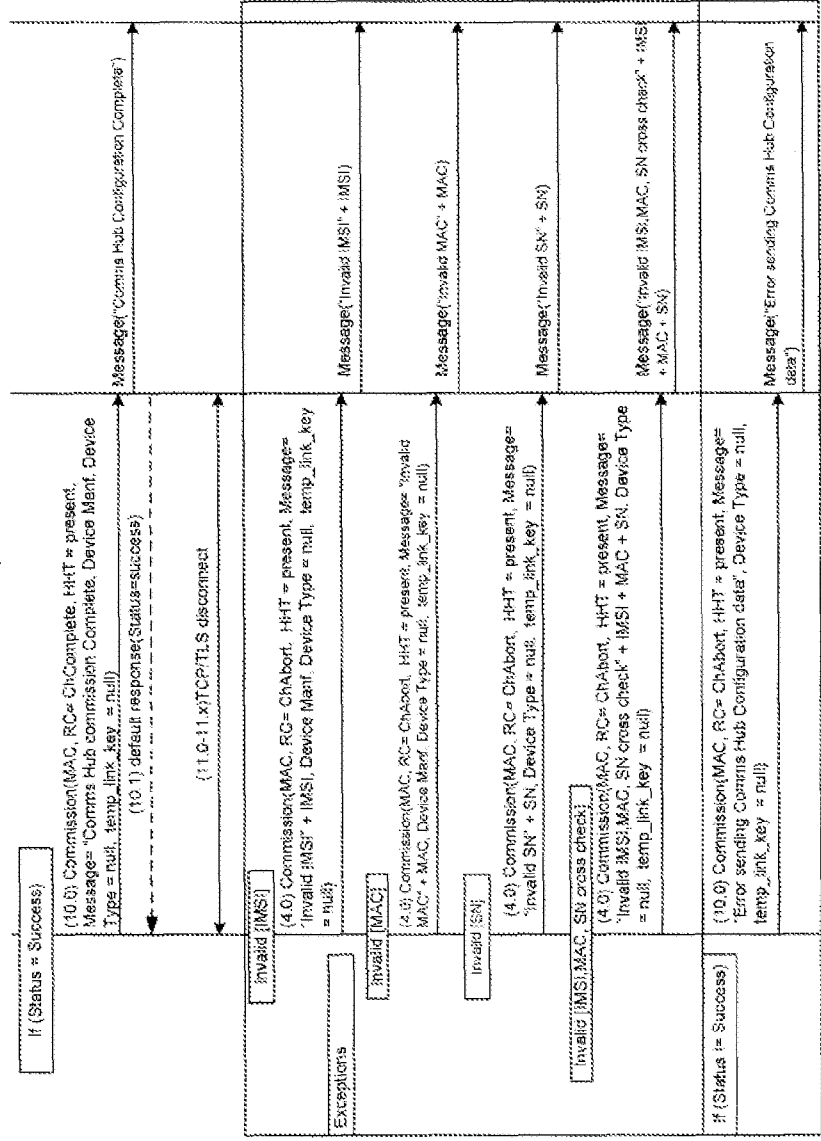 If (Status = Success)
(10.0) Commission(MAC, RC= ChComplete, HHT = present,
Message= "Comms Hub commission Complete, Device Manf, Device
Type = null, temp_link_key = null)
Message("Comms Hub Configuration Complete")
(10.1) default response(Status=success)
(11.0-11.x)TCP/TLS disconnect
Exceptions
Invalid [IMSI]
(4.0) Commission(MAC, RC= ChAbort, HHT = present, Message=
"Invalid IMSI" + IMSI, Device Manf, Device Type = null, temp_link_key
= null)
Message("Invalid IMSI" + IMSI)
Invalid [MAC]
(4.0) Commission(MAC, RC= ChAbort, HHT = present, Message= "Invalid
MAC" + MAC, Device Manf, Device Type = null, temp_link_key = null)
Message("Invalid MAC" + MAC)
Invalid [SN]
(4.0) Commission(MAC, RC= ChAbort, HHT = present, Message=
"Invalid SN" + SN, Device Type = null, temp_link_key = null)
Message("Invalid SN" + SN)
Invalid [IMSI,MAC, SN cross check]
(4.0) Commission(MAC, RC= ChAbort, HHT = present, Message=
"Invalid IMSI,MAC, SN cross check" + IMSI + MAC + SN, Device Type
= null, temp_link_key = null)
Message("Invalid IMSI,MAC, SN cross check" + IMSI
+ MAC + SN)
If (Status != Success)
(10.0) Commission(MAC, RC= ChAbort, HHT = present, Message=
"Error sending Comms Hub Configuration data", Device Type = null,
temp_link_key = null)
Message("Error sending Comms Hub Configuration
data")